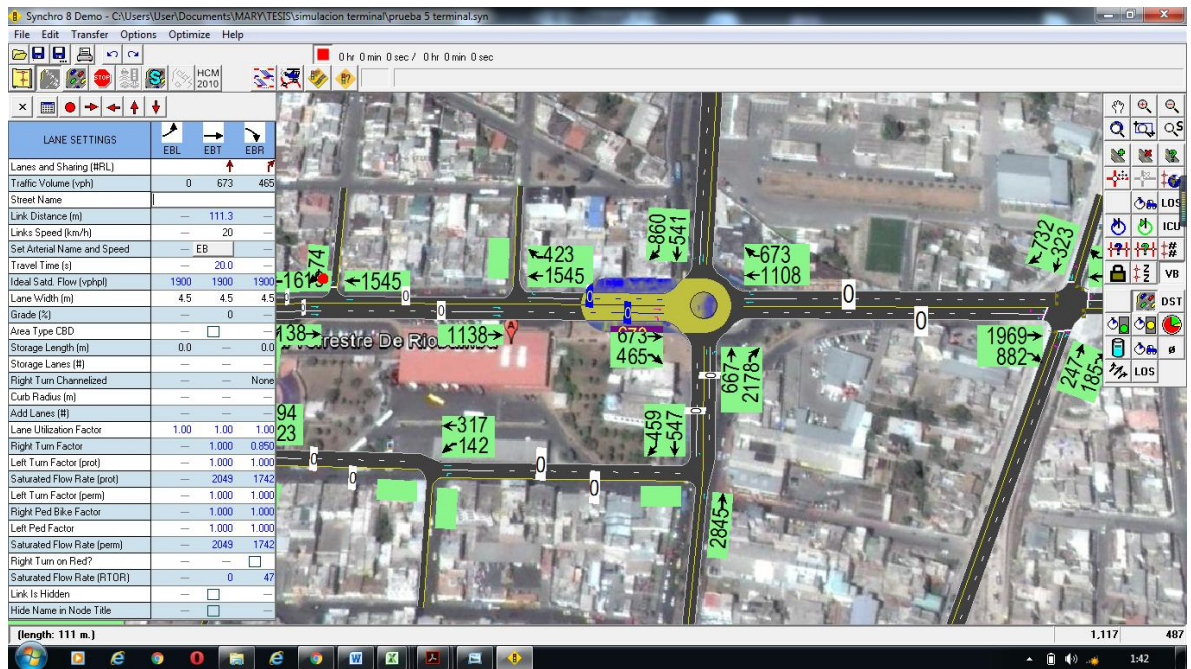 Synchro 8 Demo - C:\Users\User\Documents\MARY\TESIS\simulacion terminal\prueba 5 terminal.syn
File Edit Transfer Options Optimize Help
0 hr 0 min 0 sec / 0 hr 0 min 0 sec
STOP S HCM 2010
LANE SETTINGS EBL EBT EBR
Lanes and Sharing (#RL)
Traffic Volume (vph) 0 673 465
Street Name
Link Distance (m) — 111.3 —
Links Speed (km/h) — 20 —
Set Arterial Name and Speed — EB —
Travel Time (s) — 20.0 —
Ideal Satd. Flow (vphpl) 1900 1900 1900
Lane Width (m) 4.5 4.5 4.5
Grade (%) — 0 —
Area Type CBD — —
Storage Length (m) 0.0 — 0.0
Storage Lanes (#) — — —
Right Turn Channelized — — None
Curb Radius (m) — — —
Add Lanes (#) — — —
Lane Utilization Factor 1.00 1.00 1.00
Right Turn Factor — 1.000 0.850
Left Turn Factor (prot) — 1.000 1.000
Saturated Flow Rate (prot) — 2049 1742
Left Turn Factor (perm) — 1.000 1.000
Right Ped Bike Factor — 1.000 1.000
Left Ped Factor — 1.000 1.000
Saturated Flow Rate (perm) — 2049 1742
Right Turn on Red? — —
Saturated Flow Rate (RTOR) — 0 47
Link Is Hidden — —
Hide Name in Node Title — —
860
541
732
323
423
1545
673
1108
74
1545
0
0
0
0
0
0
138
1138
A
restre De Riobamba
673
465
1969
882
247
185
667
2178
0
94
23
317
142
459
547
0
0
0
0
0
2845
LOS
ICU
##
VB
DST
ø
LOS
(length: 111 m.) 1,117 487
1:42